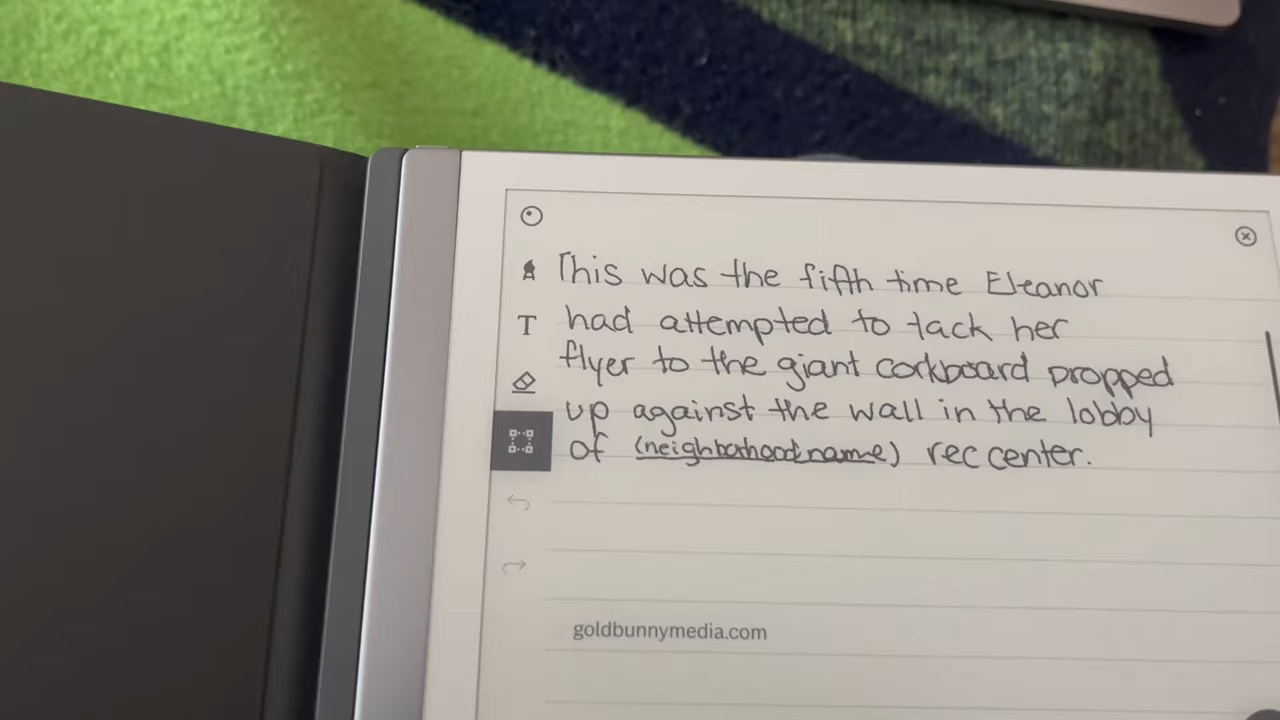 This was the fifth time Eleanor
had attempted to tack her
flyer to the giant corkboard propped
up against the wall in the lobby
of (neighborhood name) rec center.
T
goldbunnymedia.com